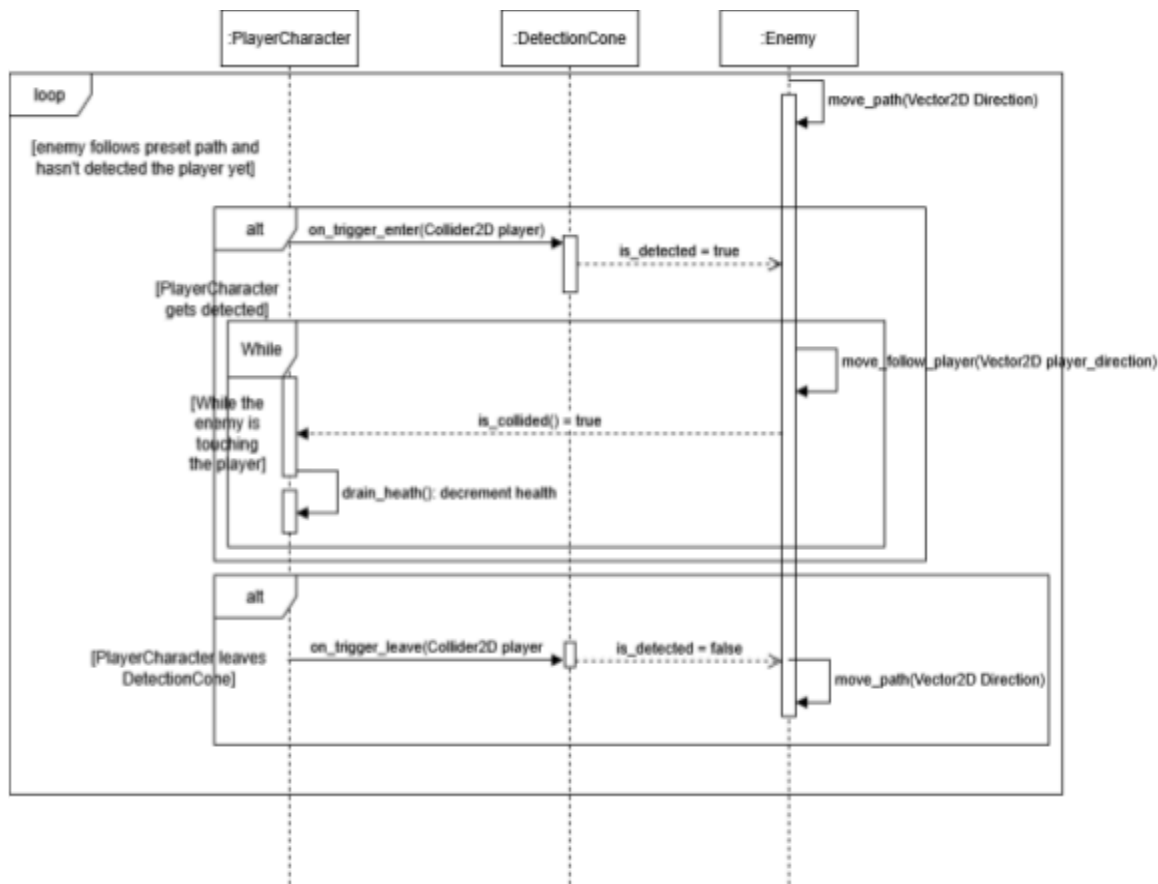 :PlayerCharacter
:DetectionCone
:Enemy
loop
move_path(Vector2D Direction)
[enemy follows preset path and
hasn't detected the player yet]
alt
on_trigger_enter(Collider2D player)
is_detected = true
[PlayerCharacter
gets detected]
While
move_follow_player(Vector2D player_direction)
[While the
enemy is
touching
the player]
is_collided() = true
drain_heath(): decrement health
alt
on_trigger_leave(Collider2D player
is_detected = false
[PlayerCharacter leaves
DetectionCone]
move_path(Vector2D Direction)